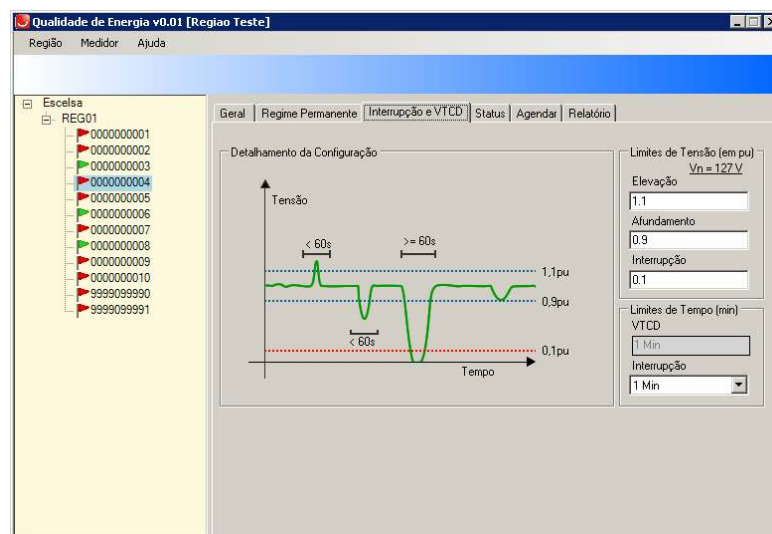 Qualidade de Energia v0.01 [Regiao Teste]
Região Medidor Ajuda
Escelsa
REG01
0000000001
0000000002
0000000003
0000000004
0000000005
0000000006
0000000007
0000000008
0000000009
0000000010
9999099990
9999099991
Geral Regime Permanente Interrupção e VTCD Status Agendar Relatório
Detalhamento da Configuração
Tensão
< 60s
>= 60s
1,1pu
0,9pu
< 60s
0,1pu
Tempo
Limites de Tensão (em pu)
Vn = 127 V
Elevação
1.1
Afundamento
0.9
Interrupção
0.1
Limites de Tempo (min)
VTCD
1 Min
Interrupção
1 Min